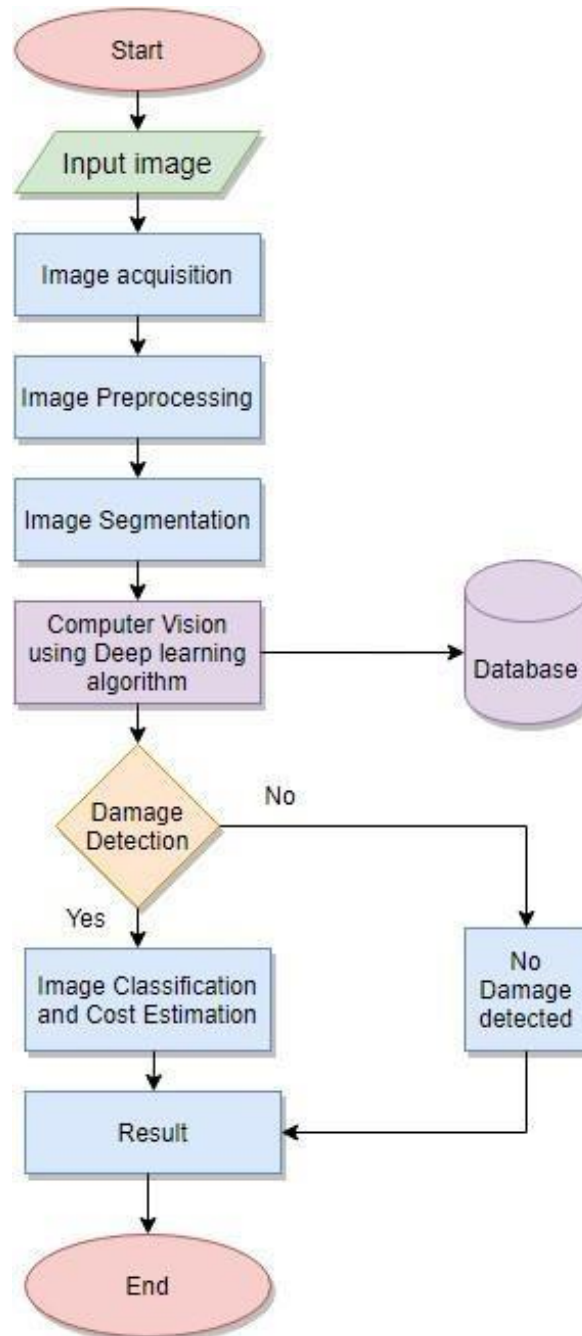 Start
Input image
Image acquisition
Image Preprocessing
Image Segmentation
Computer Vision
using Deep learning
algorithm
Database
Damage
Detection
No
Yes
Image Classification
and Cost Estimation
No
Damage
detected
Result
End